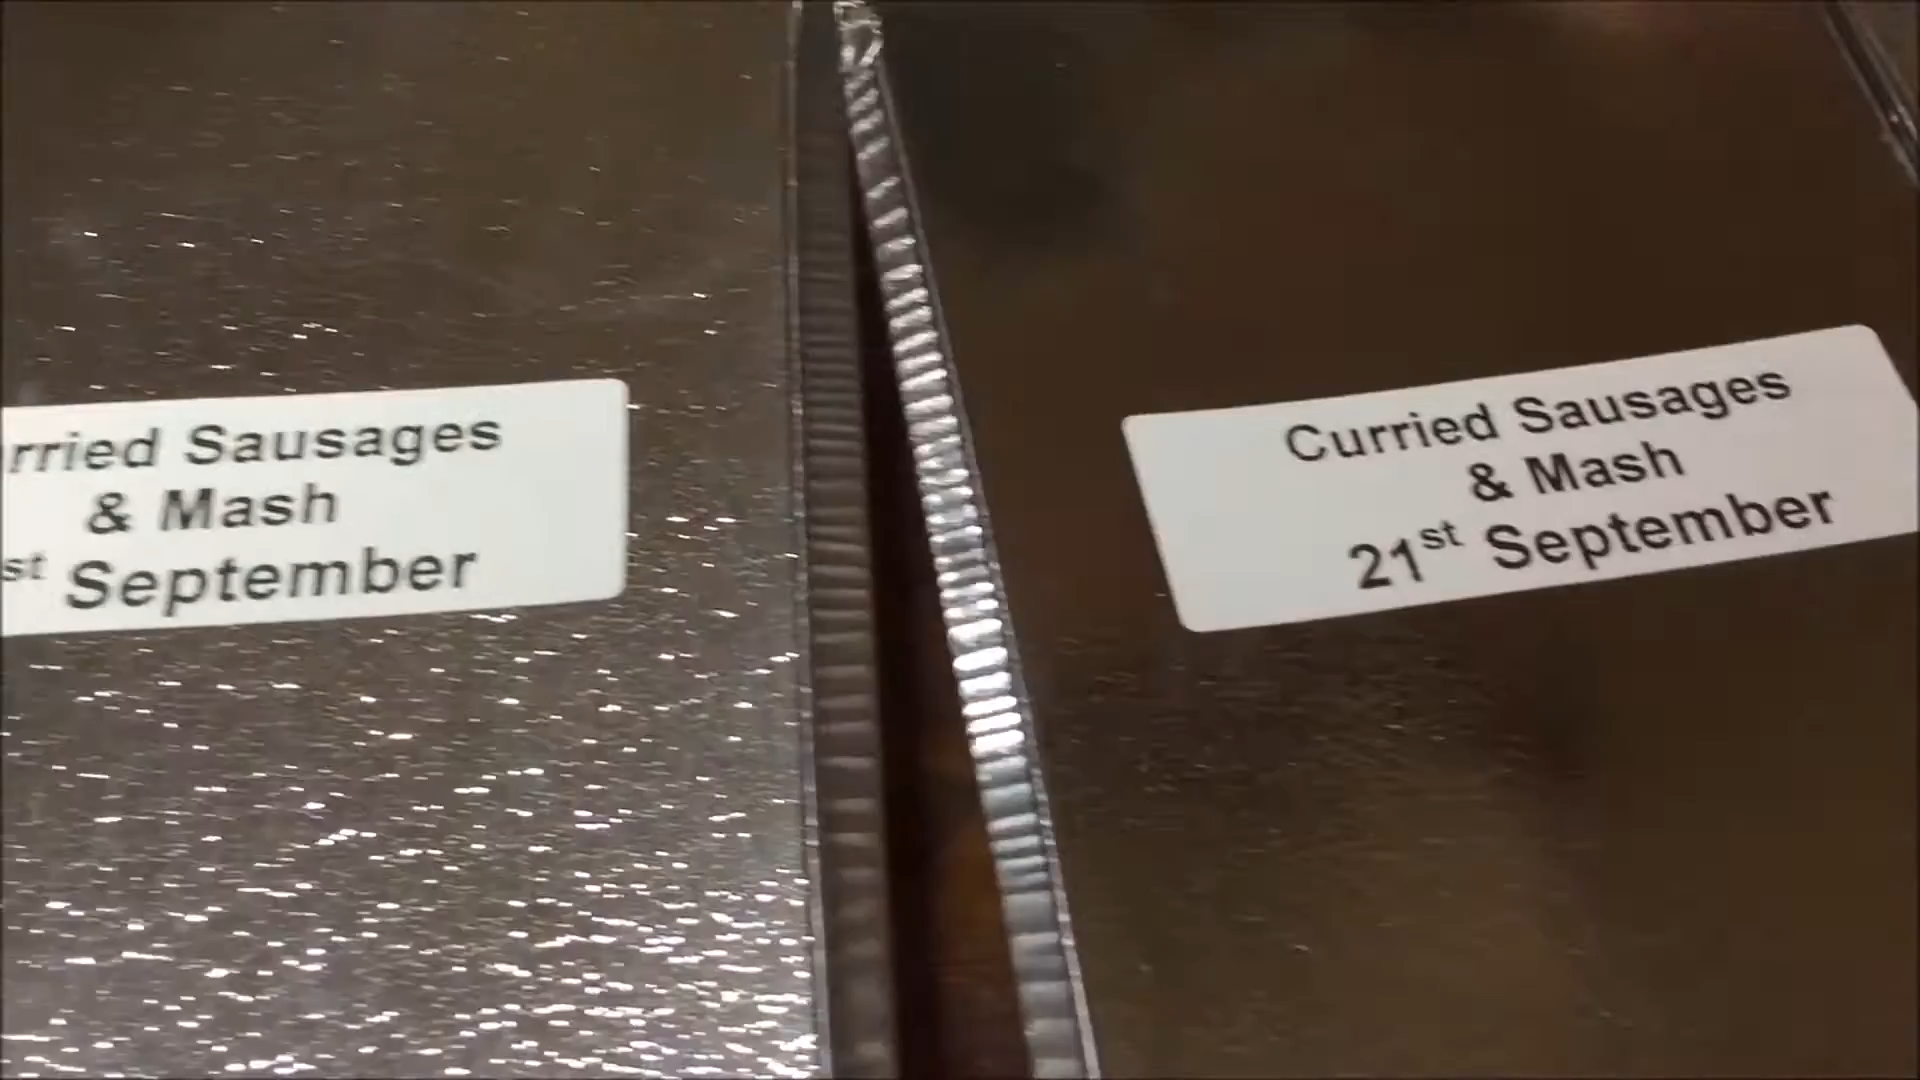 rried Sausages
& Mash
st September
Curried Sausages
& Mash
21st September